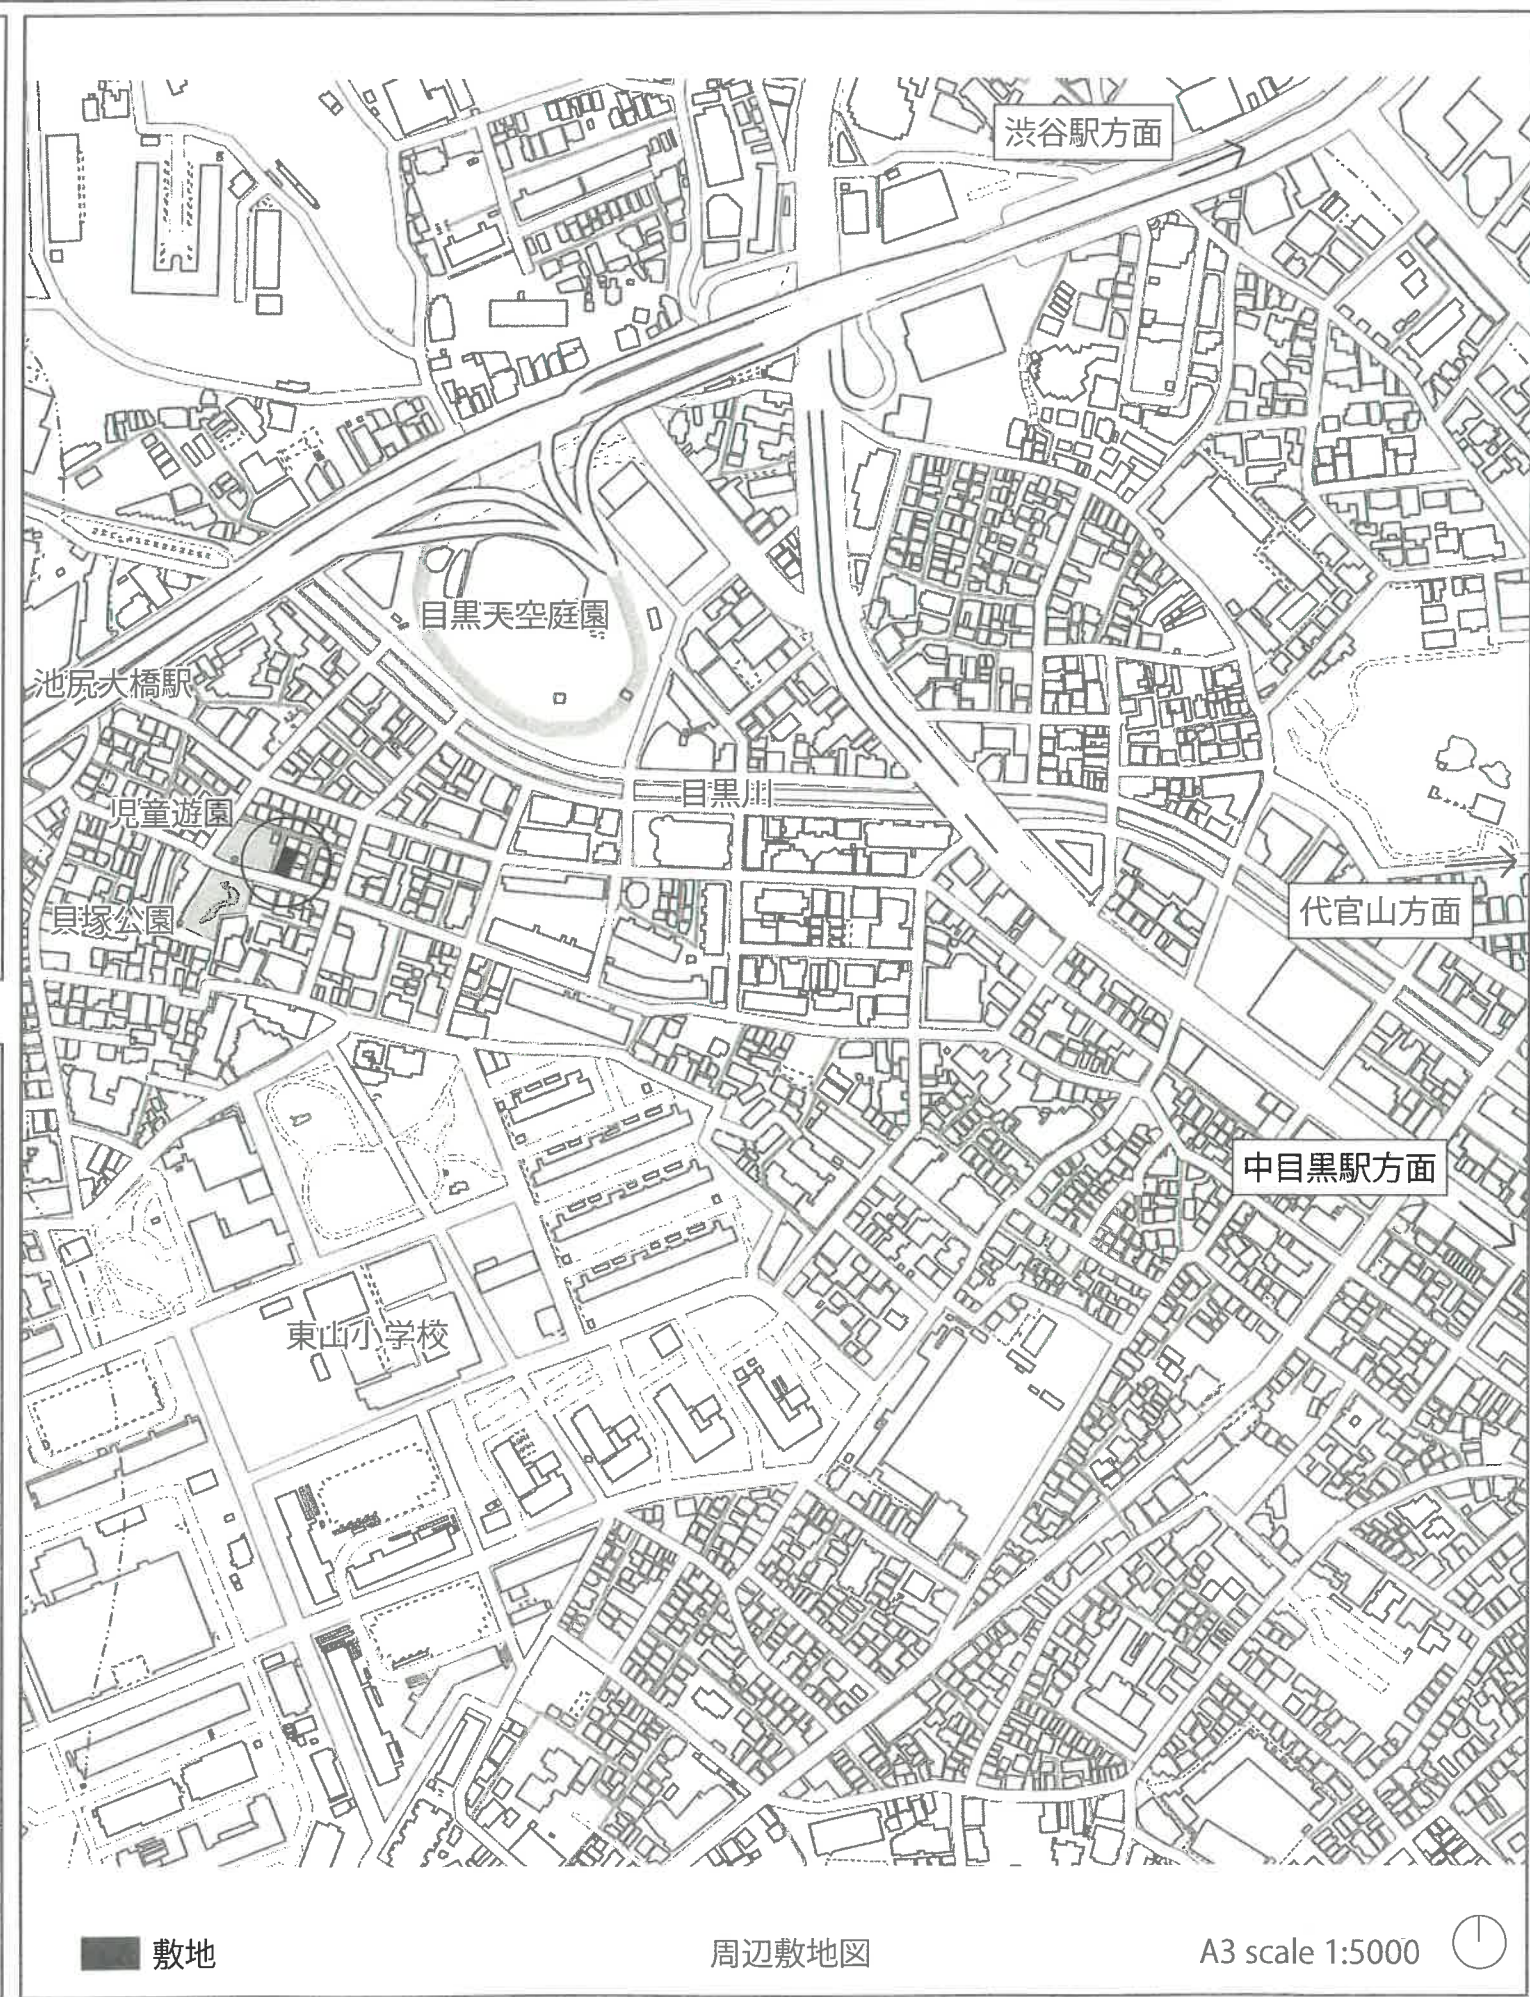 渋谷駅方面
目黒天空庭園
池尻大橋駅
目黒川
児童遊園
代官山方面
貝塚公園
中目黒駅方面
東山小学校
敷地
周辺敷地図
A3 scale 1:5000